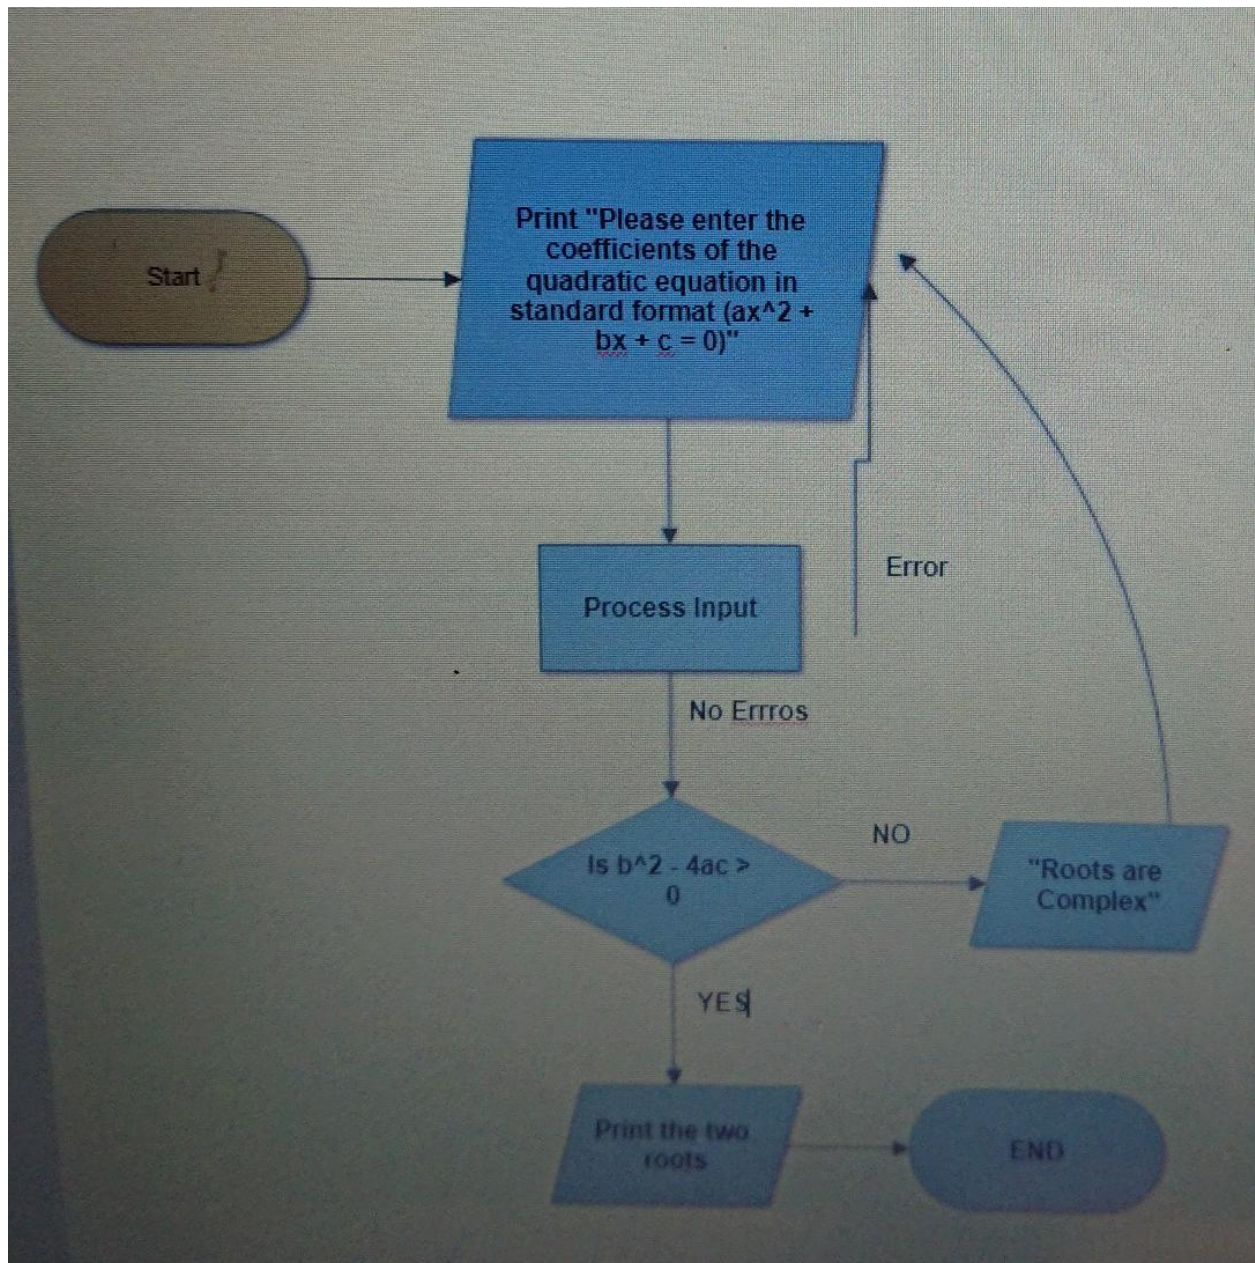 Start
Print "Please enter the
coefficients of the
quadratic equation in
standard format (ax^2 +
bx + c = 0)"
Process Input
Error
No Errros
Is b^2 - 4ac >
0
NO
"Roots are
Complex"
YES
Print the two
roots
END